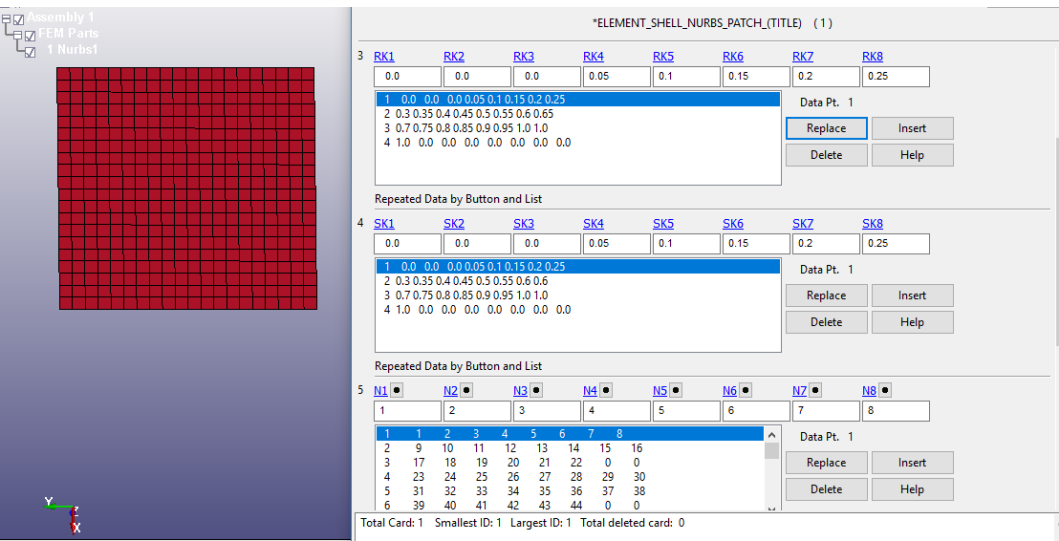 Assembly 1
FEM Parts
1 Nurbs1
*ELEMENT_SHELL_NURBS_PATCH_(TITLE) (1)
3 RK1 RK2 RK3 RK4 RK5 RK6 RK7 RK8
0.0 0.0 0.0 0.05 0.1 0.15 0.2 0.25
1 0.0 0.0 0.0 0.05 0.1 0.15 0.2 0.25 Data Pt. 1
2 0.3 0.35 0.4 0.45 0.5 0.55 0.6 0.65
3 0.7 0.75 0.8 0.85 0.9 0.95 1.0 1.0 Replace Insert
4 1.0 0.0 0.0 0.0 0.0 0.0 0.0 0.0
Delete Help
Repeated Data by Button and List
4 SK1 SK2 SK3 SK4 SK5 SK6 SK7 SK8
0.0 0.0 0.0 0.05 0.1 0.15 0.2 0.25
1 0.0 0.0 0.0 0.05 0.1 0.15 0.2 0.25 Data Pt. 1
2 0.3 0.35 0.4 0.45 0.5 0.55 0.6 0.6
3 0.7 0.75 0.8 0.85 0.9 0.95 1.0 1.0 Replace Insert
4 1.0 0.0 0.0 0.0 0.0 0.0 0.0 0.0
Delete Help
Repeated Data by Button and List
5 N1 N2 N3 N4 N5 N6 N7 N8
1 2 3 4 5 6 7 8
1 1 2 3 4 5 6 7 8 Data Pt. 1
2 9 10 11 12 13 14 15 16
3 17 18 19 20 21 22 0 0 Replace Insert
4 23 24 25 26 27 28 29 30
5 31 32 33 34 35 36 37 38 Delete Help
6 39 40 41 42 43 44 0 0
Total Card: 1 Smallest ID: 1 Largest ID: 1 Total deleted card: 0
Y
Z
X